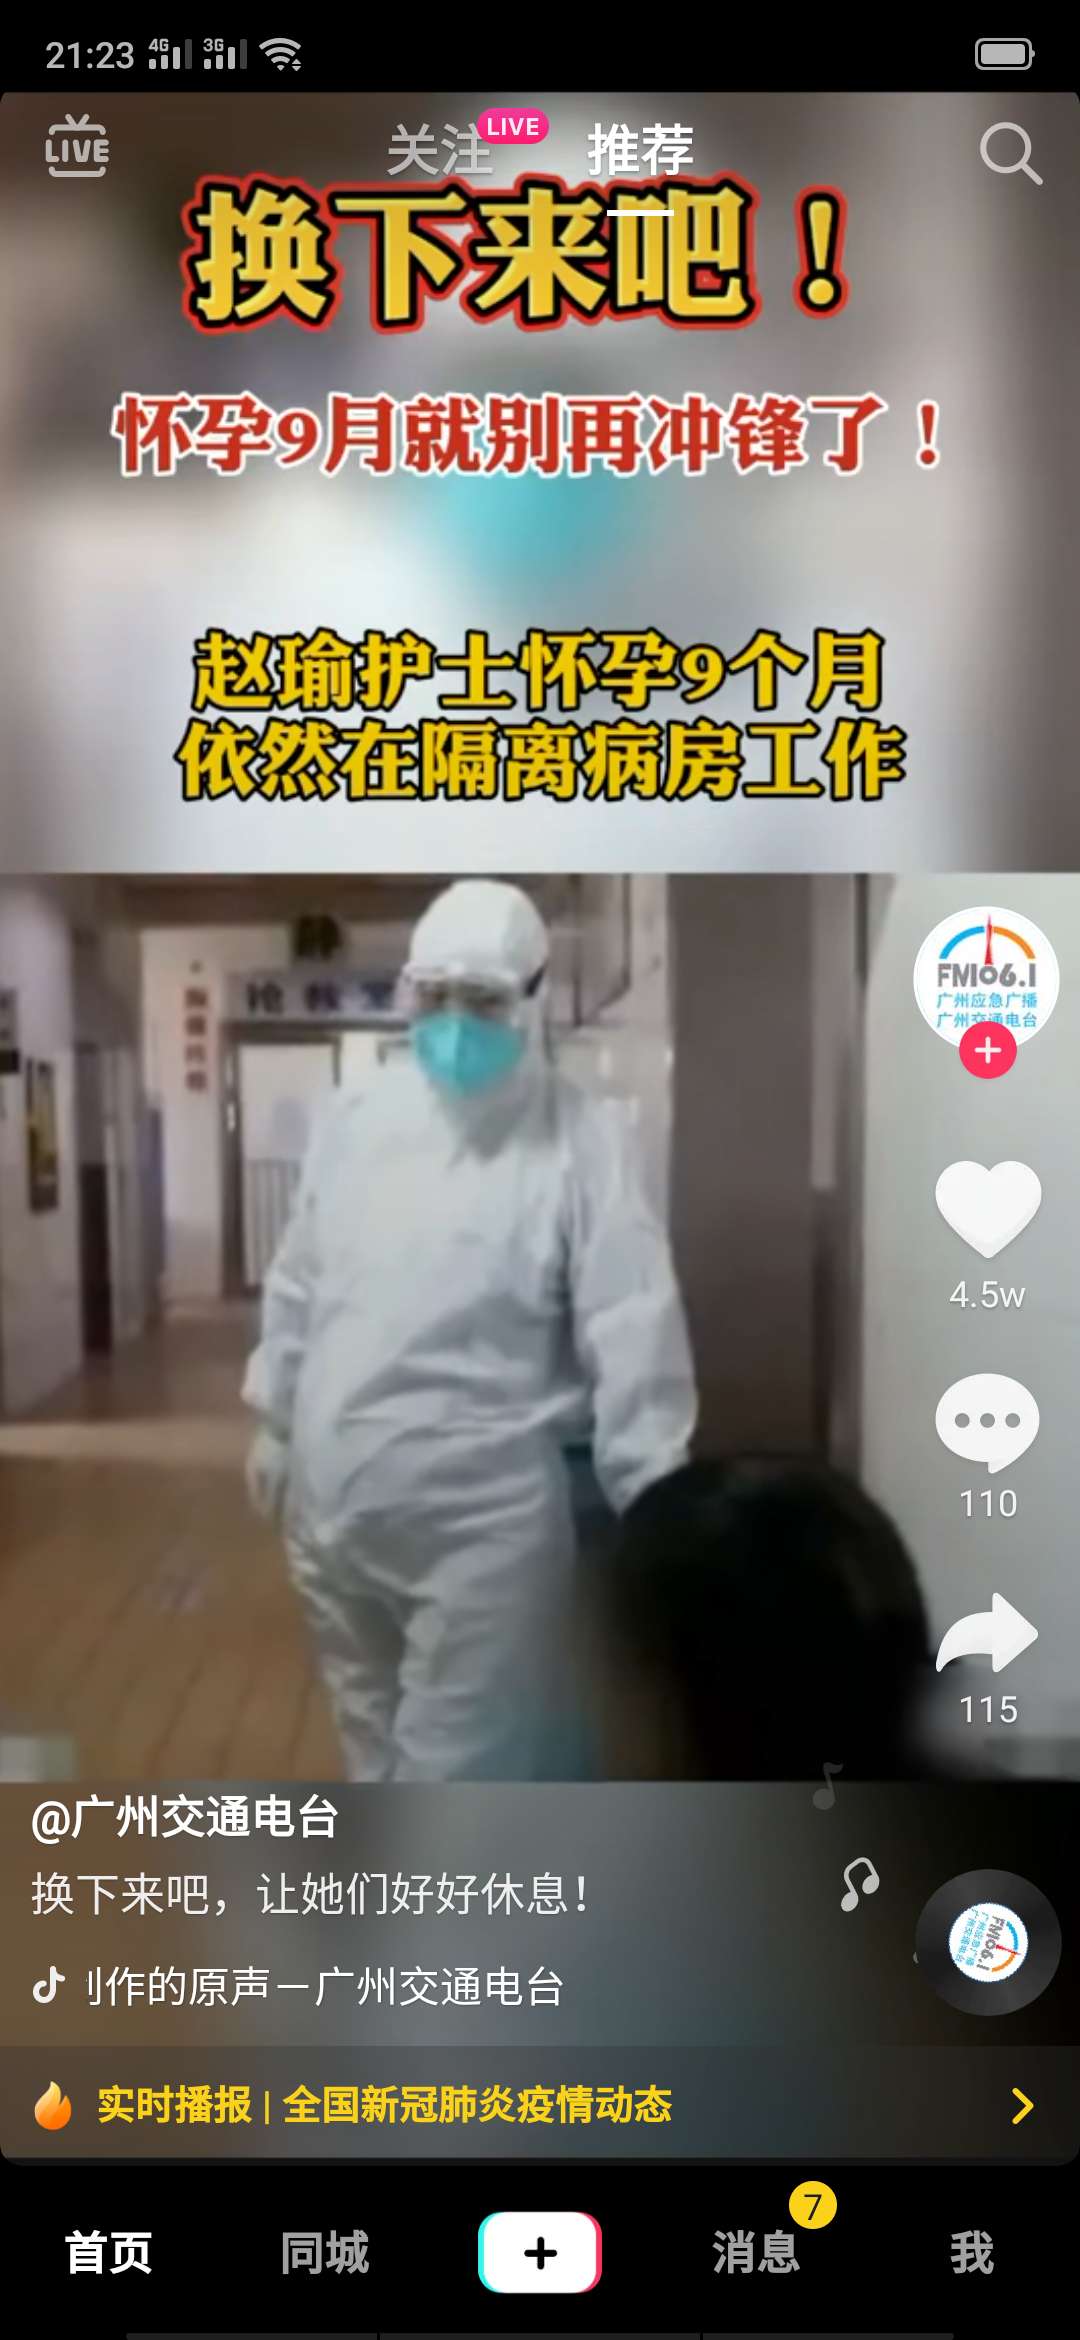 21:23
4G
3G
LIVE
关注
LIVE
推荐
换下来吧！
怀孕9月就别再冲锋了！
赵瑜护士怀孕9个月
依然在隔离病房工作
FM106.1
广州应急广播
广州交通电台
4.5w
110
115
@广州交通电台
换下来吧，让她们好好休息！
作的原声一广州交通电台
FM106.1
实时播报 | 全国新冠肺炎疫情动态
首页
同城
消息
7
我